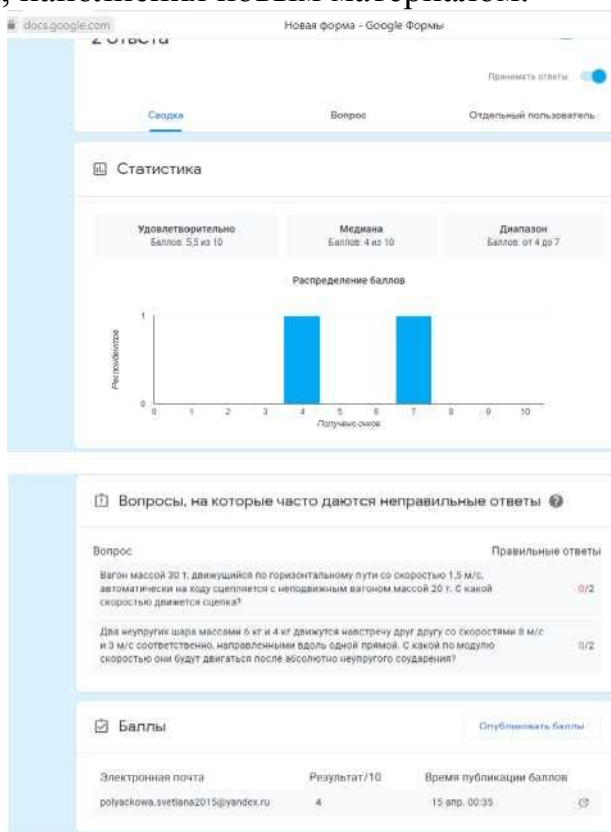 , наполнения новым материалом.
docs.google.com
Новая форма - Google Формы
2 ответа
Принимать ответы
Сводка Вопрос Отдельный пользователь
Статистика
Удовлетворительно Медиана Диапазон
Баллов: 5,5 из 10 Баллов: 4 из 10 Баллов: от 4 до 7
Распределение баллов
Респондентов
1
0
0 1 2 3 4 5 6 7 8 9 10
Получено очков
Вопросы, на которые часто даются неправильные ответы
Вопрос Правильные ответы
Вагон массой 30 т, движущийся по горизонтальному пути со скоростью 1,5 м/с,
автоматически на ходу сцепляется с неподвижным вагоном массой 20 т. С какой
скоростью движется сцепка?
0/2
Два неупругих шара массами 6 кг и 4 кг движутся навстречу друг другу со скоростями 8 м/с
и 3 м/с соответственно, направленными вдоль одной прямой. С какой по модулю
скоростью они будут двигаться после абсолютно неупругого соударения?
0/2
Баллы
Опубликовать баллы
Электронная почта Результат/10 Время публикации баллов
polyackowa.svetlana2015@yandex.ru 4 15 апр. 00:35